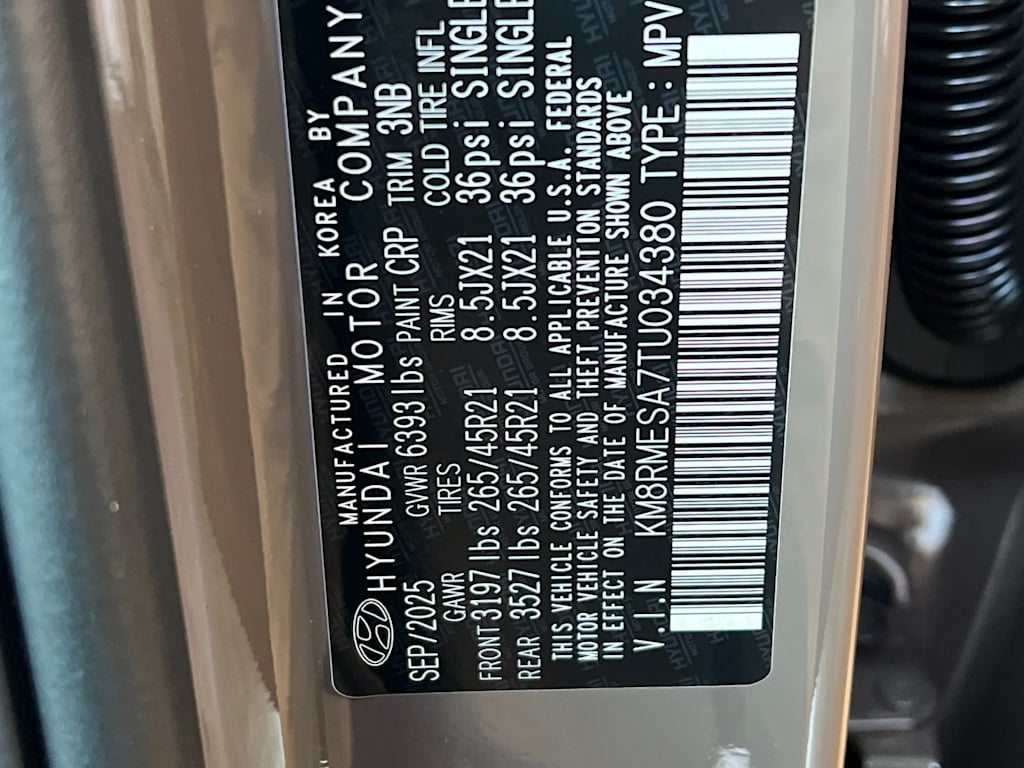 MANUFACTURED IN KOREA BY
HYUNDAI MOTOR COMPANY
SEP/2025 GVWR 6393lbs PAINT CRP TRIM 3NB
GAWR TIRES RIMS COLD TIRE INFL
FRONT 3197lbs 265/45R21 8.5JX21 36psi SINGLE
REAR 3527lbs 265/45R21 8.5JX21 36psi SINGLE
THIS VEHICLE CONFORMS TO ALL APPLICABLE U.S.A. FEDERAL
MOTOR VEHICLE SAFETY AND THEFT PREVENTION STANDARDS
IN EFFECT ON THE DATE OF MANUFACTURE SHOWN ABOVE
V.I.N KM8RMESA7TU034380 TYPE : MPV